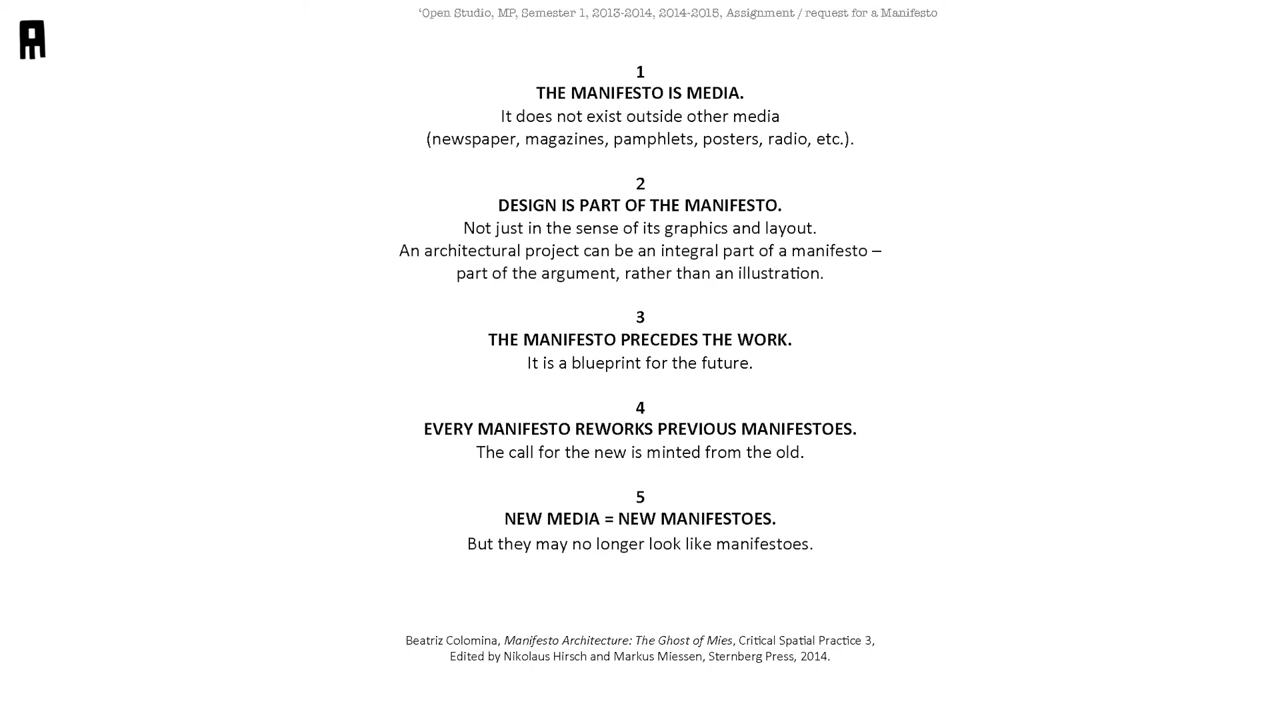 ‘Open Studio, MP, Semester 1, 2013-2014, 2014-2015, Assignment / request for a Manifesto
1
THE MANIFESTO IS MEDIA.
It does not exist outside other media
(newspaper, magazines, pamphlets, posters, radio, etc.).
2
DESIGN IS PART OF THE MANIFESTO.
Not just in the sense of its graphics and layout.
An architectural project can be an integral part of a manifesto –
part of the argument, rather than an illustration.
3
THE MANIFESTO PRECEDES THE WORK.
It is a blueprint for the future.
4
EVERY MANIFESTO REWORKS PREVIOUS MANIFESTOES.
The call for the new is minted from the old.
5
NEW MEDIA = NEW MANIFESTOES.
But they may no longer look like manifestoes.
Beatriz Colomina, Manifesto Architecture: The Ghost of Mies, Critical Spatial Practice 3,
Edited by Nikolaus Hirsch and Markus Miessen, Sternberg Press, 2014.